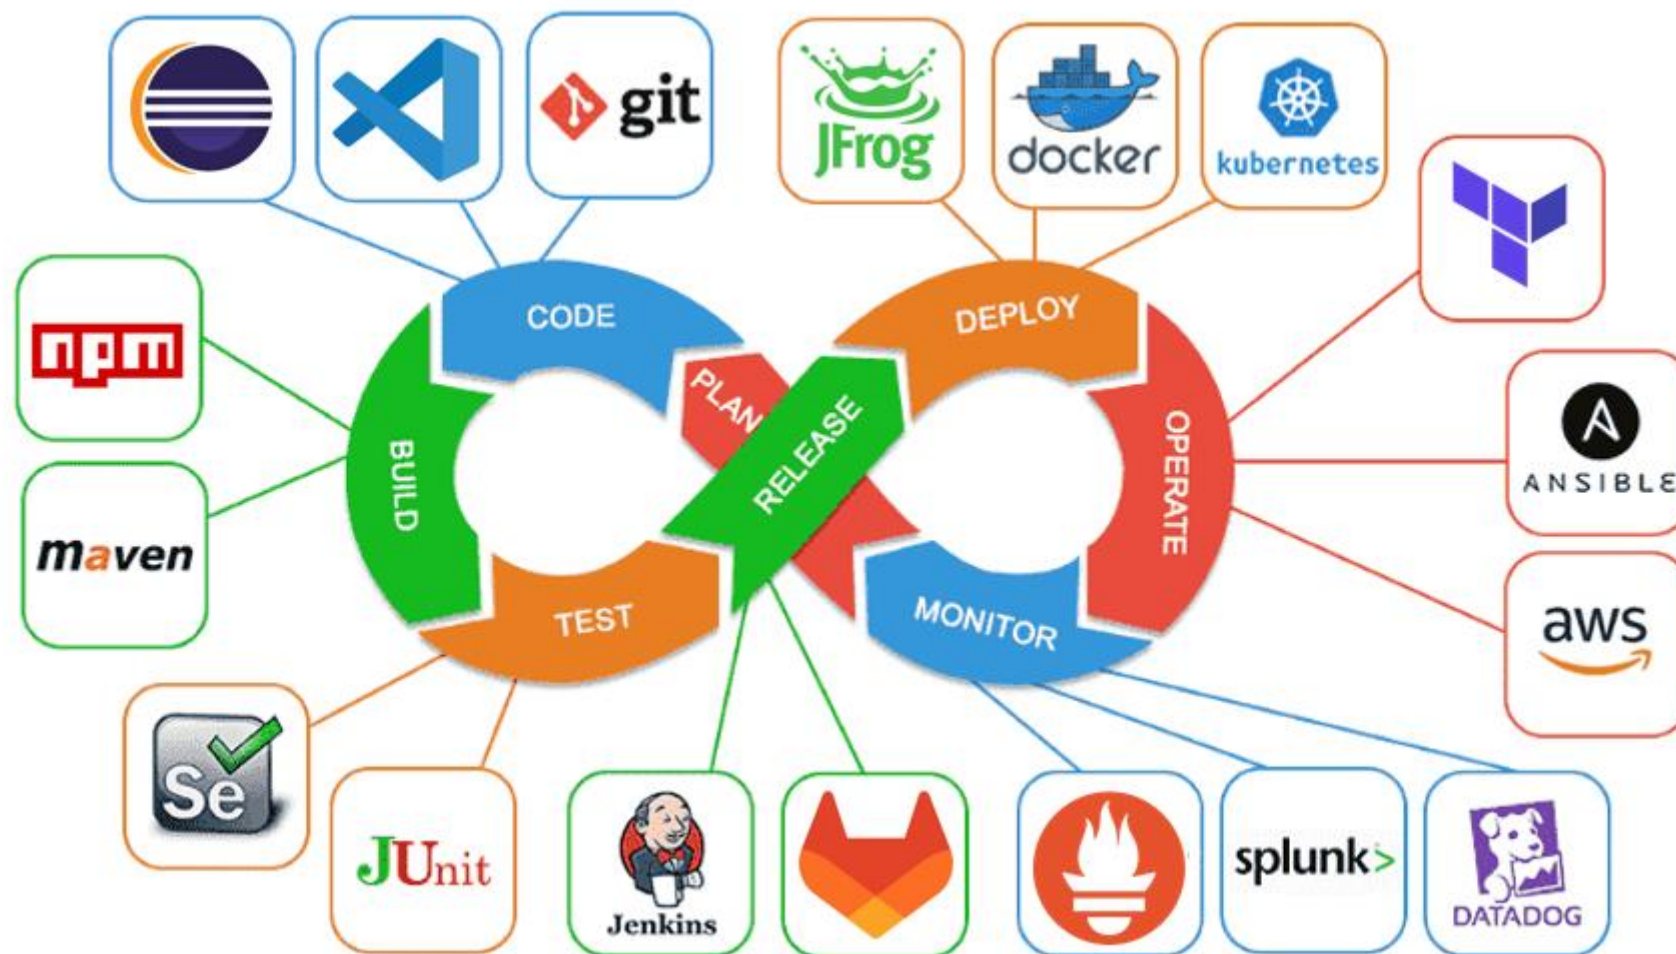 git
JFrog
docker
kubernetes
npm
maven
CODE
DEPLOY
PLAN
RELEASE
BUILD
OPERATE
TEST
MONITOR
ANSIBLE
aws
Se
JUnit
Jenkins
splunk>
DATADOG